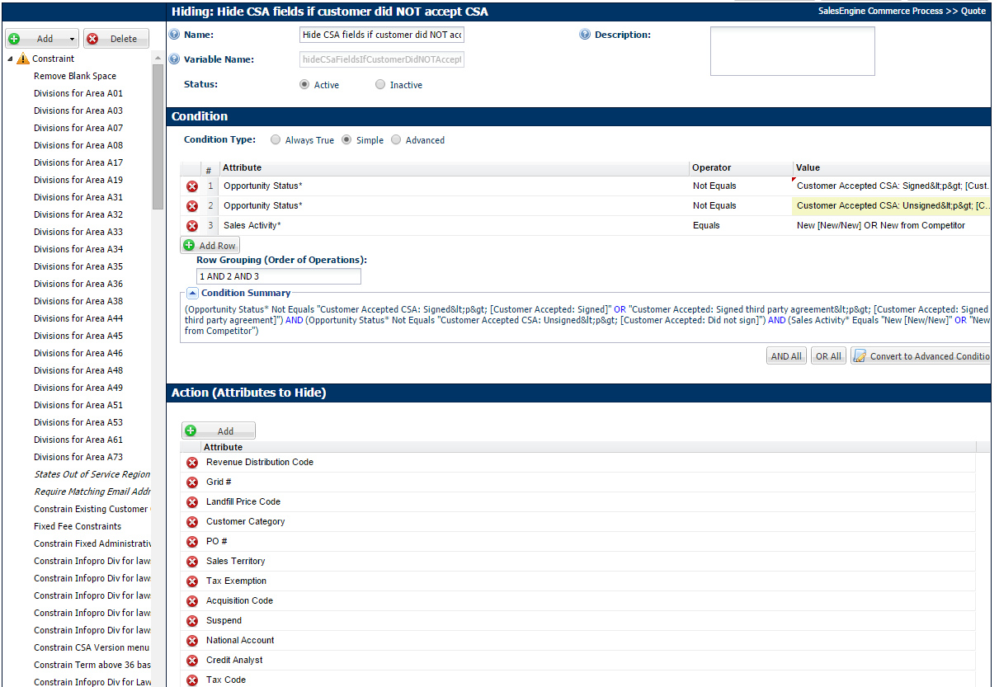 Hiding: Hide CSA fields if customer did NOT accept CSA
SalesEngine Commerce Process >> Quote
Add
Delete
Constraint
Remove Blank Space
Divisions for Area A01
Divisions for Area A03
Divisions for Area A07
Divisions for Area A08
Divisions for Area A17
Divisions for Area A19
Divisions for Area A31
Divisions for Area A32
Divisions for Area A33
Divisions for Area A34
Divisions for Area A35
Divisions for Area A36
Divisions for Area A38
Divisions for Area A44
Divisions for Area A45
Divisions for Area A46
Divisions for Area A48
Divisions for Area A49
Divisions for Area A51
Divisions for Area A53
Divisions for Area A61
Divisions for Area A73
States Out of Service Region
Require Matching Email Addr
Constrain Existing Customer
Fixed Fee Constraints
Constrain Fixed Administrativ
Constrain Infopro Div for law
Constrain Infopro Div for law
Constrain Infopro Div for law
Constrain Infopro Div for law
Constrain Infopro Div for law
Constrain CSA Version menu
Constrain Term above 36 bas
Constrain Infopro Div for Law
Name:
Hide CSA fields if customer did NOT acc
Description:
Variable Name:
hideCSaFieldsIfCustomerDidNOTAccept
Status:
Active
Inactive
Condition
Condition Type:
Always True
Simple
Advanced
# Attribute Operator Value
1 Opportunity Status* Not Equals Customer Accepted CSA: Signed&lt;p&gt; [Cust...
2 Opportunity Status* Not Equals Customer Accepted CSA: Unsigned&lt;p&gt; [C...
3 Sales Activity* Equals New [New/New] OR New from Competitor
Add Row
Row Grouping (Order of Operations):
1 AND 2 AND 3
Condition Summary
(Opportunity Status* Not Equals "Customer Accepted CSA: Signed&lt;p&gt; [Customer Accepted: Signed]" OR "Customer Accepted: Signed third party agreement&lt;p&gt; [Customer Accepted: Signed
third party agreement]") AND (Opportunity Status* Not Equals "Customer Accepted CSA: Unsigned&lt;p&gt; [Customer Accepted: Did not sign]") AND (Sales Activity* Equals "New [New/New]" OR "New
from Competitor")
AND All
OR All
Convert to Advanced Conditio
Action (Attributes to Hide)
Add
Attribute
Revenue Distribution Code
Grid #
Landfill Price Code
Customer Category
PO #
Sales Territory
Tax Exemption
Acquisition Code
Suspend
National Account
Credit Analyst
Tax Code